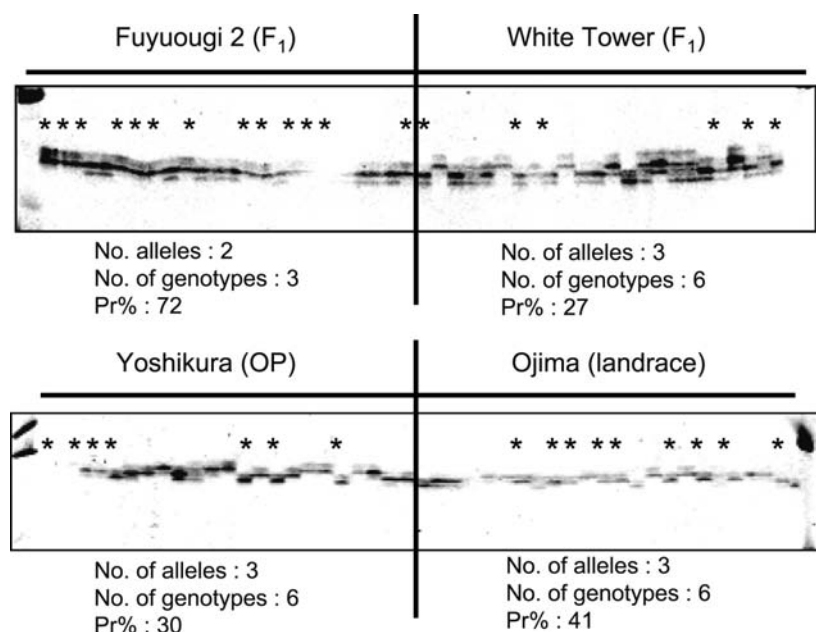 Fuyuougi 2 (F₁)
White Tower (F₁)
*** *** * ** *** ** ** * * *
No. alleles : 2
No. of genotypes : 3
Pr% : 72
No. of alleles : 3
No. of genotypes : 6
Pr% : 27
Yoshikura (OP)
Ojima (landrace)
* *** * * * * ** ** * * * *
No. of alleles : 3
No. of genotypes : 6
Pr% : 30
No. of alleles : 3
No. of genotypes : 6
Pr% : 41